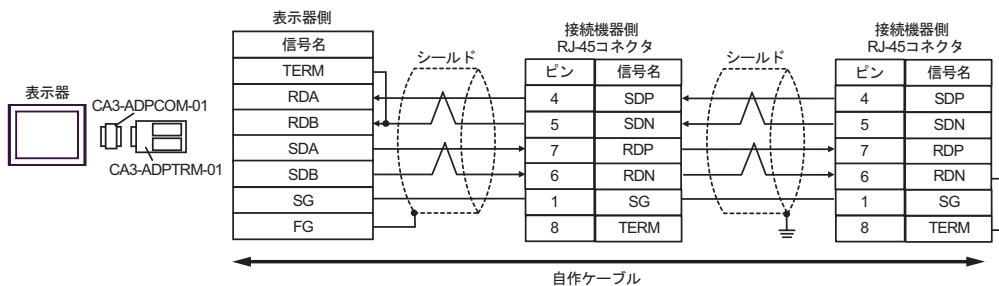 表示器
CA3-ADPCOM-01
CA3-ADPTRM-01
表示器側
信号名
TERM
RDA
RDB
SDA
SDB
SG
FG
シールド
接続機器側
RJ-45コネクタ
ピン 信号名
4 SDP
5 SDN
7 RDP
6 RDN
1 SG
8 TERM
シールド
接続機器側
RJ-45コネクタ
ピン 信号名
4 SDP
5 SDN
7 RDP
6 RDN
1 SG
8 TERM
自作ケーブル